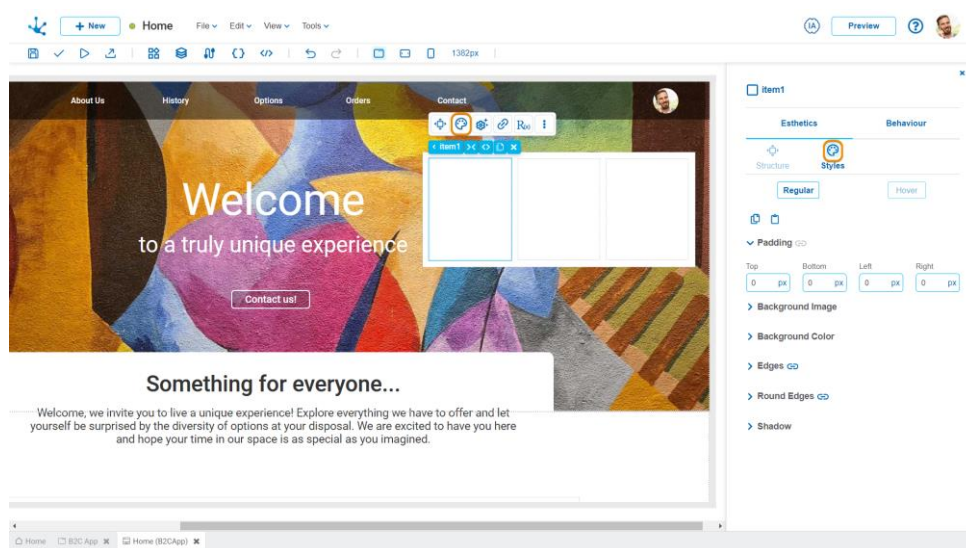 + New
Home
File
Edit
View
Tools
IA
Preview
?
1382px
About Us
History
Options
Orders
Contact
item1
Welcome
to a truly unique experience
Contact us!
Something for everyone...
Welcome, we invite you to live a unique experience! Explore everything we have to offer and let
yourself be surprised by the diversity of options at your disposal. We are excited to have you here
and hope your time in our space is as special as you imagined.
item1
Esthetics
Behaviour
Structure
Styles
Regular
Hover
Padding
Top
Bottom
Left
Right
0 px
0 px
0 px
0 px
Background Image
Background Color
Edges
Round Edges
Shadow
Home
B2C App
Home (B2CApp)